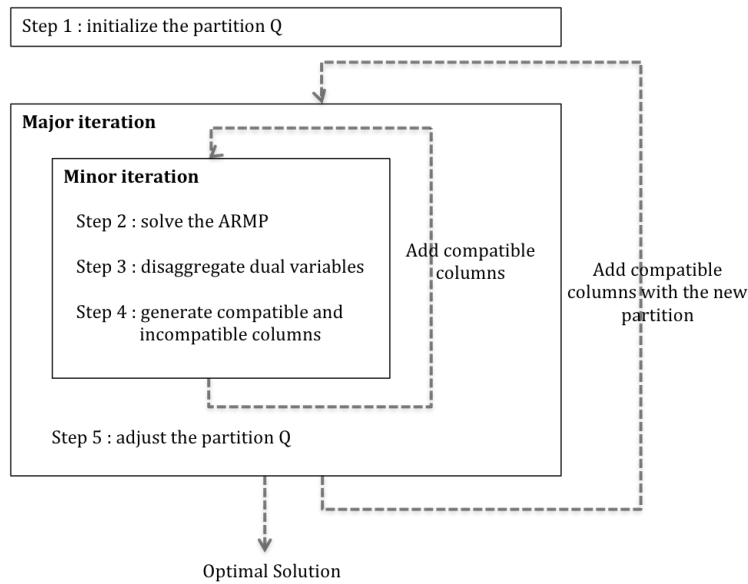 Step 1 : initialize the partition Q
Major iteration
Minor iteration
Step 2 : solve the ARMP
Step 3 : disaggregate dual variables
Step 4 : generate compatible and
incompatible columns
Add compatible
columns
Add compatible
columns with the new
partition
Step 5 : adjust the partition Q
Optimal Solution